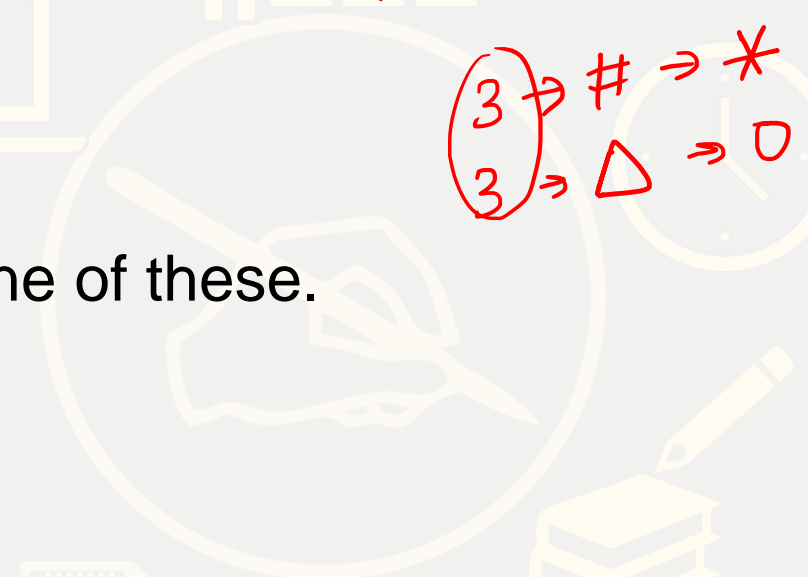 3 → # → *
3 → △ → O
ne of these.